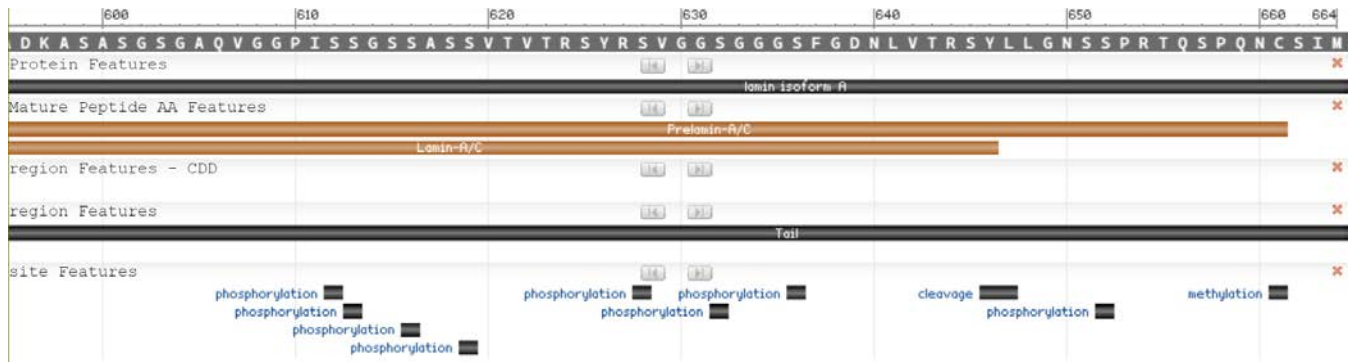 600 610 620 630 640 650 660 664
D K A S A S G S G A Q V G G P I S S G S S A S S V T V T R S Y R S V G G S G G G S F G D N L V T R S Y L L G N S S P R T Q S P Q N C S I M
Protein Features
lamin isoform A
Mature Peptide AA Features
Prelamin-A/C
Lamin-A/C
region Features - CDD
region Features
Tail
site Features
phosphorylation phosphorylation phosphorylation cleavage methylation
phosphorylation phosphorylation phosphorylation
phosphorylation
phosphorylation